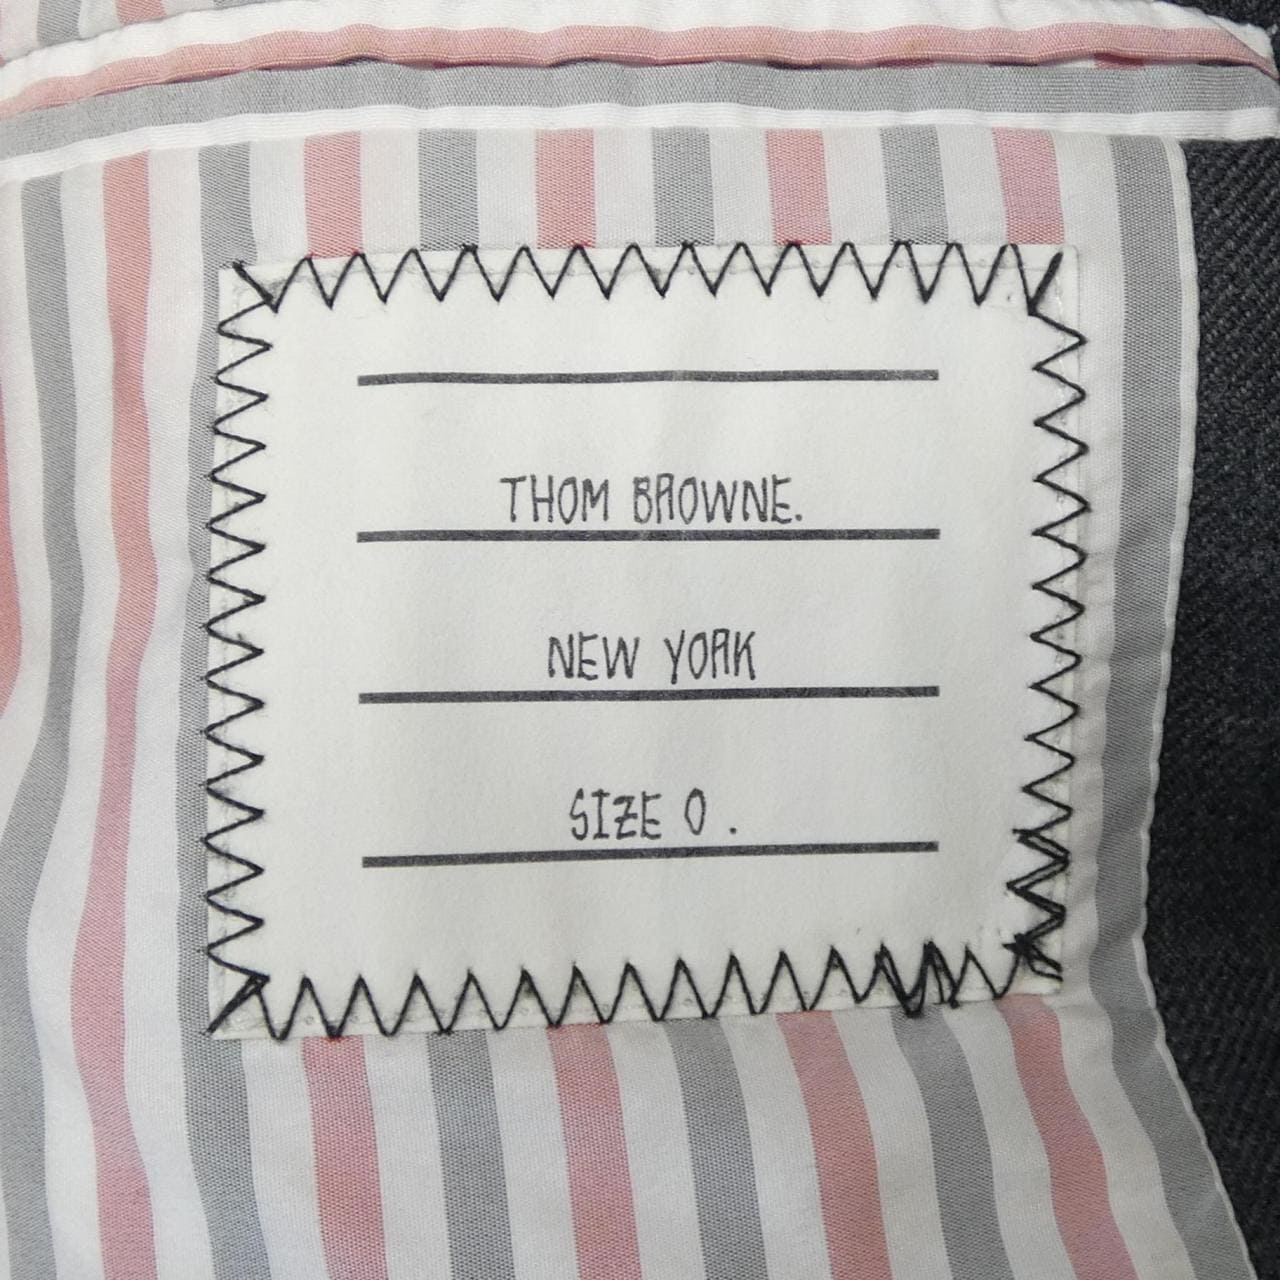 THOM BROWNE.
NEW YORK
SIZE 0 .